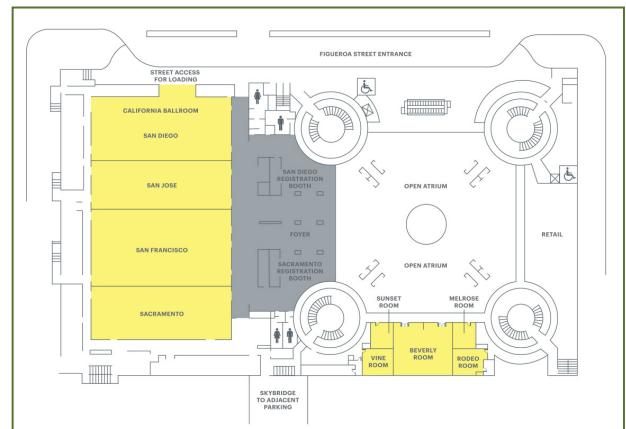 FIGUEROA STREET ENTRANCE
STREET ACCESS
FOR LOADING
CALIFORNIA BALLROOM
SAN DIEGO
SAN DIEGO
REGISTRATION
BOOTH
SAN JOSE
OPEN ATRIUM
FOYER
RETAIL
SAN FRANCISCO
SACRAMENTO
REGISTRATION
BOOTH
OPEN ATRIUM
SACRAMENTO
SUNSET
ROOM
MELROSE
ROOM
VINE
ROOM
BEVERLY
ROOM
RODEO
ROOM
SKYBRIDGE
TO ADJACENT
PARKING